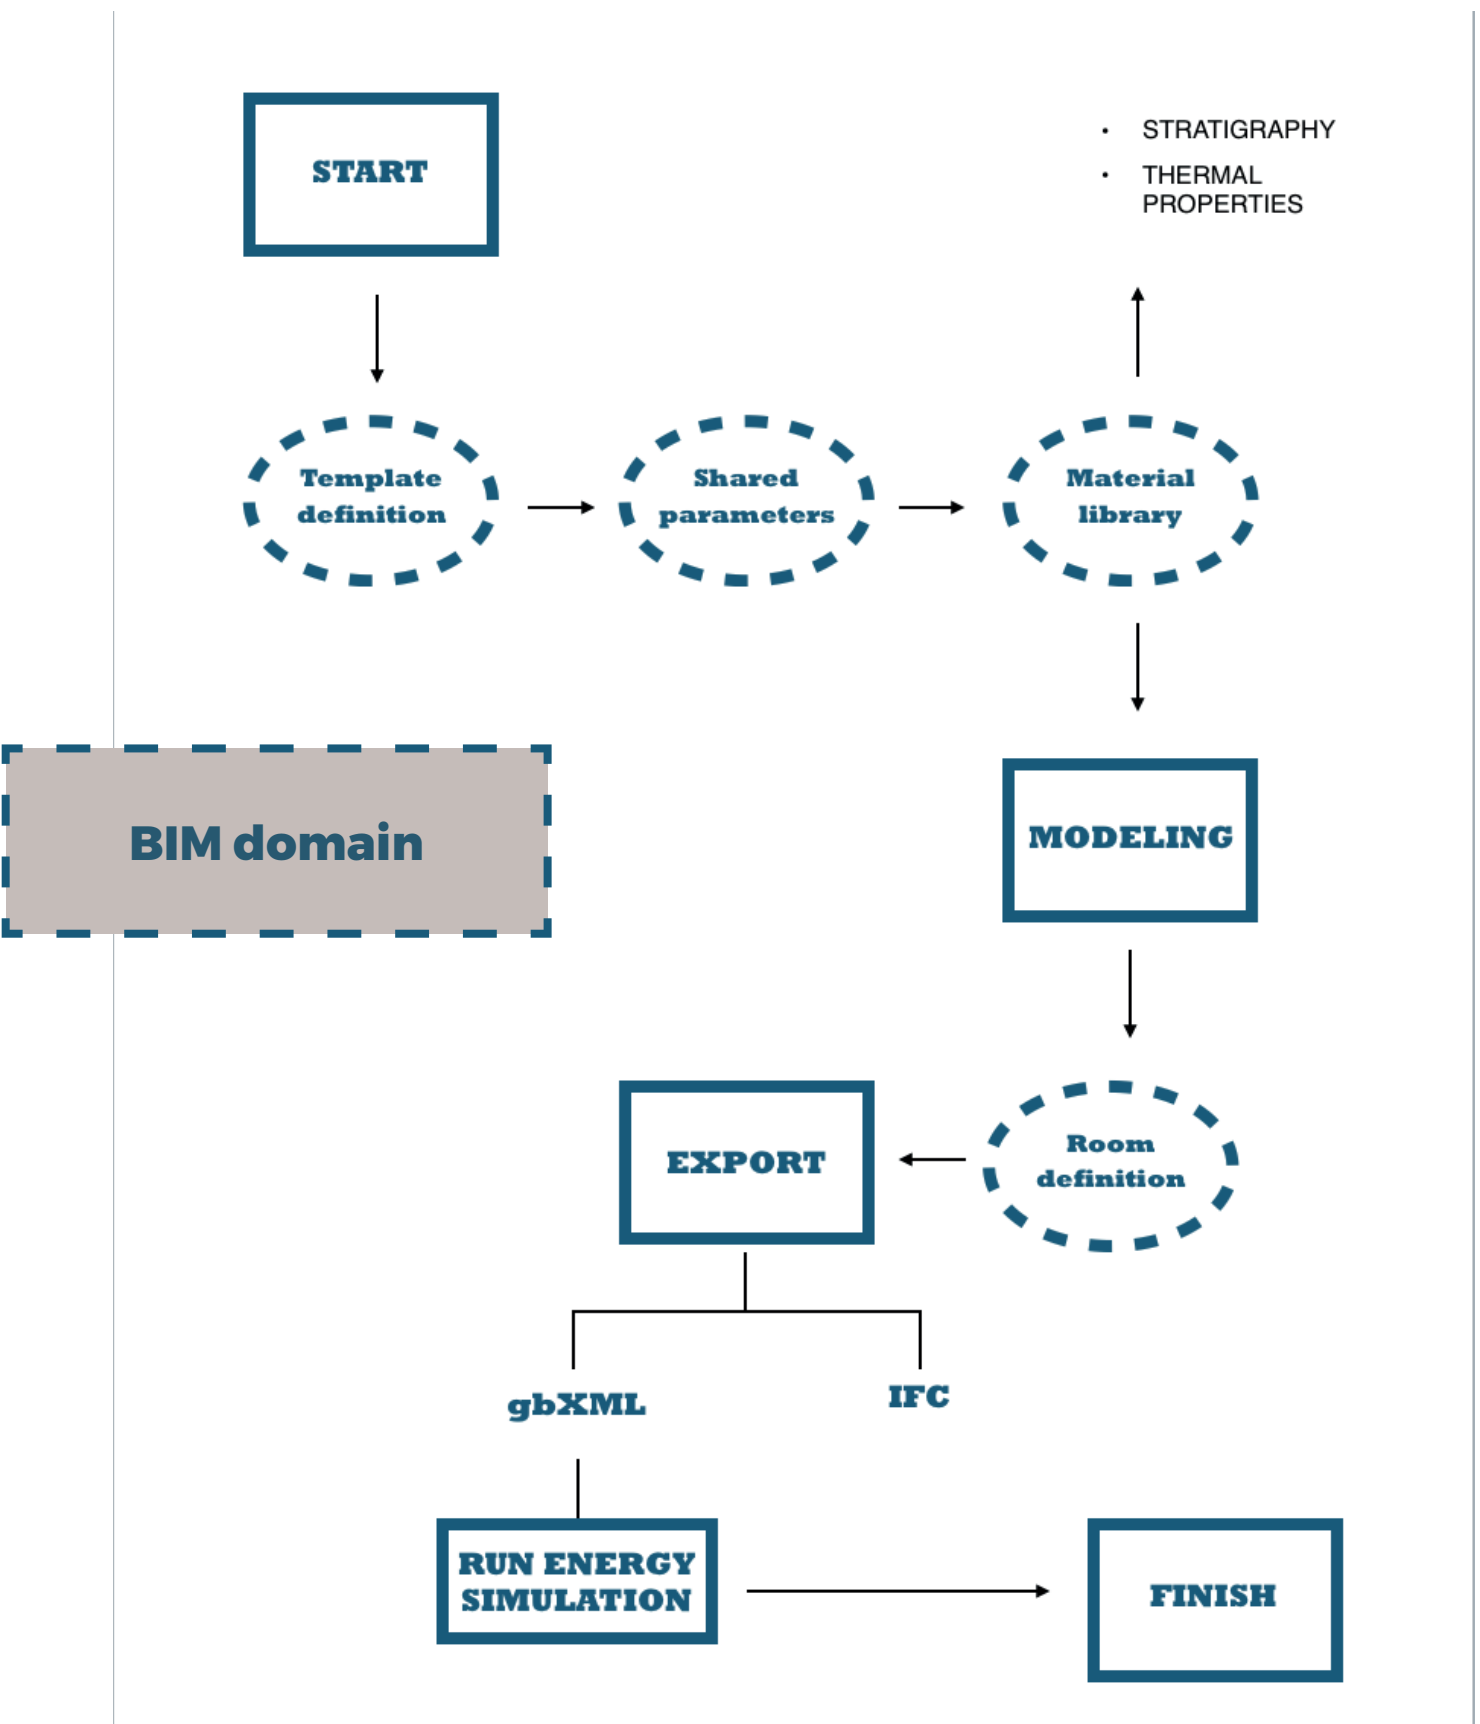 START
• STRATIGRAPHY
• THERMAL
PROPERTIES
Template
definition
Shared
parameters
Material
library
BIM domain
MODELING
EXPORT
Room
definition
gbXML
IFC
RUN ENERGY
SIMULATION
FINISH